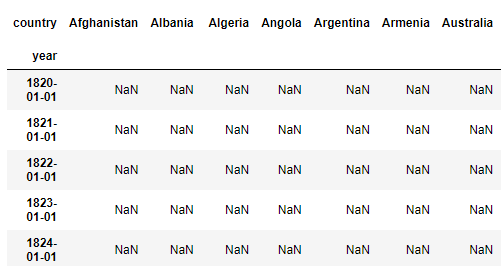 country Afghanistan Albania Algeria Angola Argentina Armenia Australia
year
1820-
01-01 NaN NaN NaN NaN NaN NaN NaN
1821-
01-01 NaN NaN NaN NaN NaN NaN NaN
1822-
01-01 NaN NaN NaN NaN NaN NaN NaN
1823-
01-01 NaN NaN NaN NaN NaN NaN NaN
1824-
01-01 NaN NaN NaN NaN NaN NaN NaN